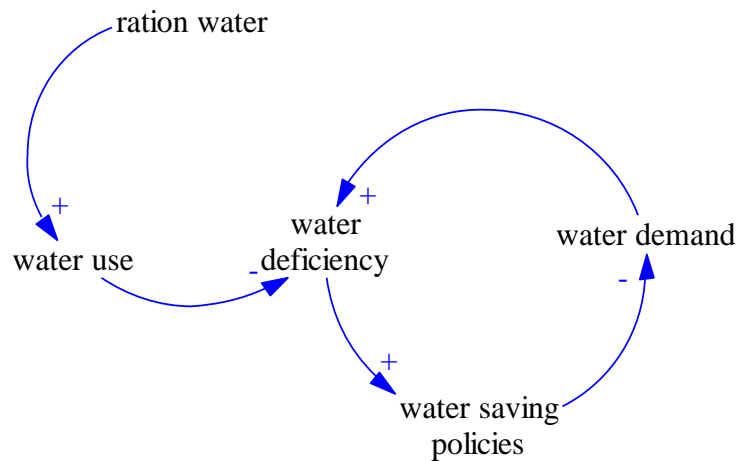 ration water
+
+
water
deficiency
water demand
water use
-
-
+
water saving
policies